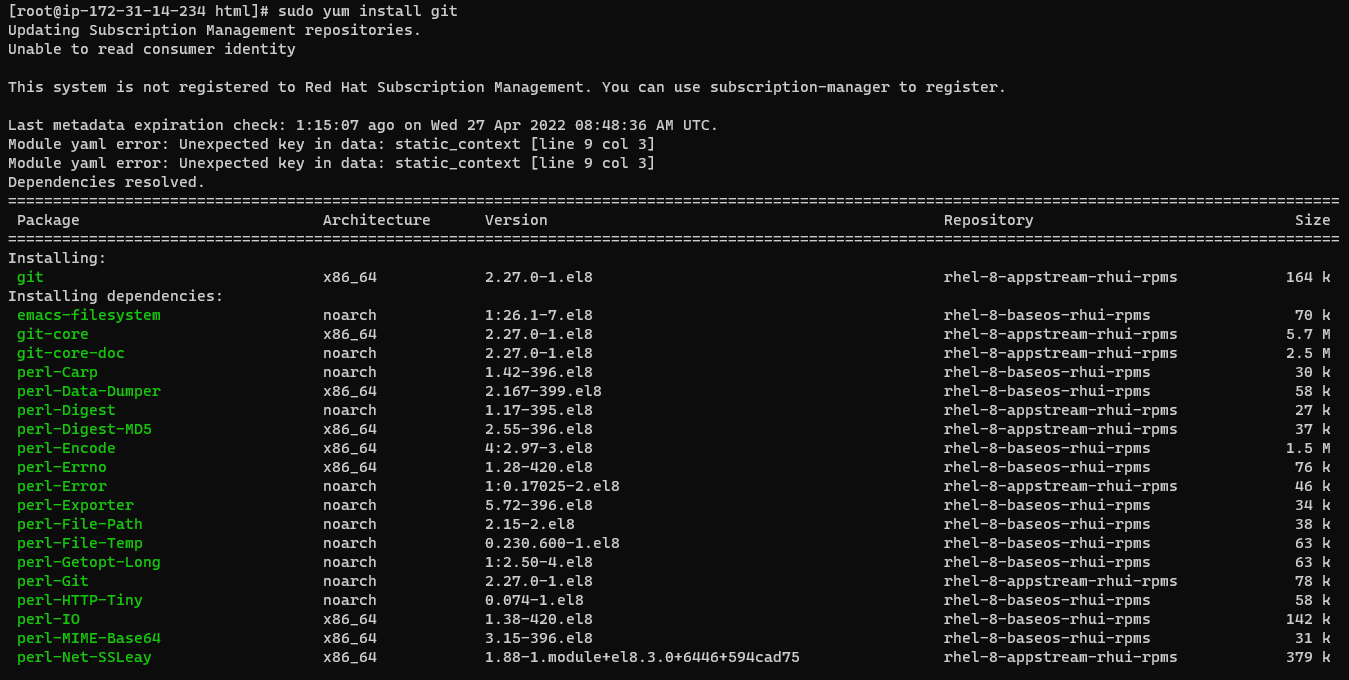 [root@ip-172-31-14-234 html]# sudo yum install git
Updating Subscription Management repositories.
Unable to read consumer identity
This system is not registered to Red Hat Subscription Management. You can use subscription-manager to register.
Last metadata expiration check: 1:15:07 ago on Wed 27 Apr 2022 08:48:36 AM UTC.
Module yaml error: Unexpected key in data: static_context [line 9 col 3]
Module yaml error: Unexpected key in data: static_context [line 9 col 3]
Dependencies resolved.
====================================================================================================================================================
Package Architecture Version Repository Size
====================================================================================================================================================
Installing:
git x86_64 2.27.0-1.el8 rhel-8-appstream-rhui-rpms 164 k
Installing dependencies:
emacs-filesystem noarch 1:26.1-7.el8 rhel-8-baseos-rhui-rpms 70 k
git-core x86_64 2.27.0-1.el8 rhel-8-appstream-rhui-rpms 5.7 M
git-core-doc noarch 2.27.0-1.el8 rhel-8-appstream-rhui-rpms 2.5 M
perl-Carp noarch 1.42-396.el8 rhel-8-baseos-rhui-rpms 30 k
perl-Data-Dumper x86_64 2.167-399.el8 rhel-8-baseos-rhui-rpms 58 k
perl-Digest noarch 1.17-395.el8 rhel-8-appstream-rhui-rpms 27 k
perl-Digest-MD5 x86_64 2.55-396.el8 rhel-8-appstream-rhui-rpms 37 k
perl-Encode x86_64 4:2.97-3.el8 rhel-8-baseos-rhui-rpms 1.5 M
perl-Errno x86_64 1.28-420.el8 rhel-8-baseos-rhui-rpms 76 k
perl-Error noarch 1:0.17025-2.el8 rhel-8-appstream-rhui-rpms 46 k
perl-Exporter noarch 5.72-396.el8 rhel-8-baseos-rhui-rpms 34 k
perl-File-Path noarch 2.15-2.el8 rhel-8-baseos-rhui-rpms 38 k
perl-File-Temp noarch 0.230.600-1.el8 rhel-8-baseos-rhui-rpms 63 k
perl-Getopt-Long noarch 1:2.50-4.el8 rhel-8-baseos-rhui-rpms 63 k
perl-Git noarch 2.27.0-1.el8 rhel-8-appstream-rhui-rpms 78 k
perl-HTTP-Tiny noarch 0.074-1.el8 rhel-8-baseos-rhui-rpms 58 k
perl-IO x86_64 1.38-420.el8 rhel-8-baseos-rhui-rpms 142 k
perl-MIME-Base64 x86_64 3.15-396.el8 rhel-8-baseos-rhui-rpms 31 k
perl-Net-SSLeay x86_64 1.88-1.module+el8.3.0+6446+594cad75 rhel-8-appstream-rhui-rpms 379 k